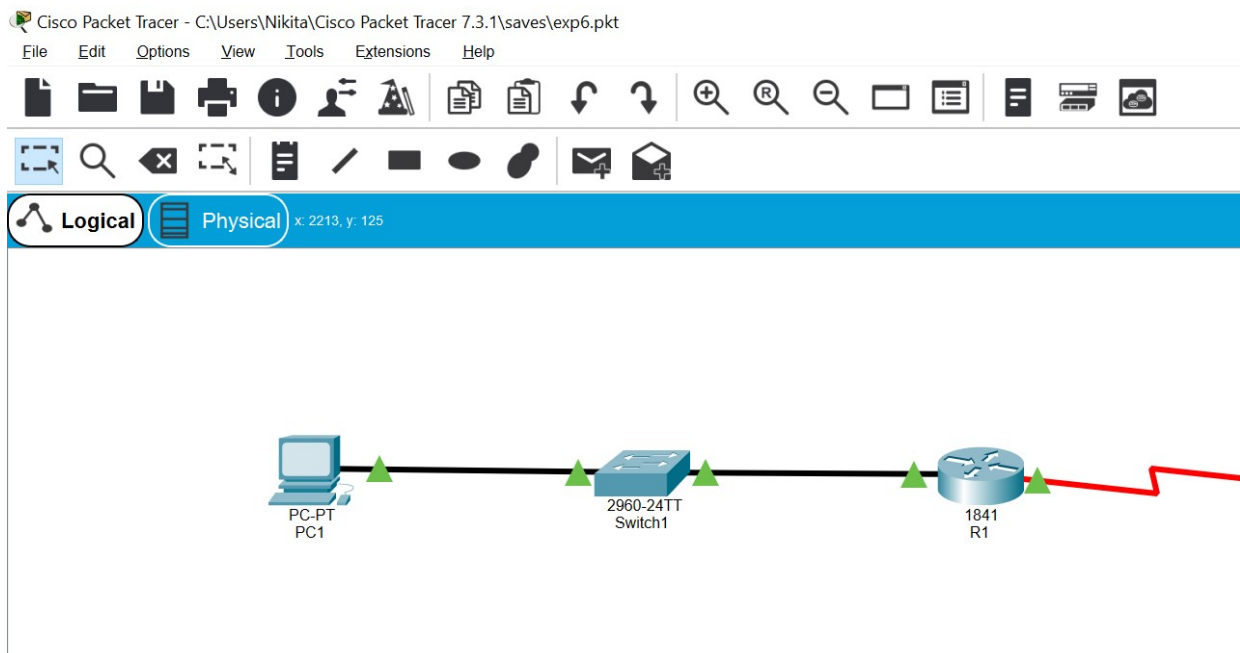 Cisco Packet Tracer - C:\Users\Nikita\Cisco Packet Tracer 7.3.1\saves\exp6.pkt
File Edit Options View Tools Extensions Help
R
Logical Physical x: 2213, y: 125
PC-PT
PC1
2960-24TT
Switch1
1841
R1